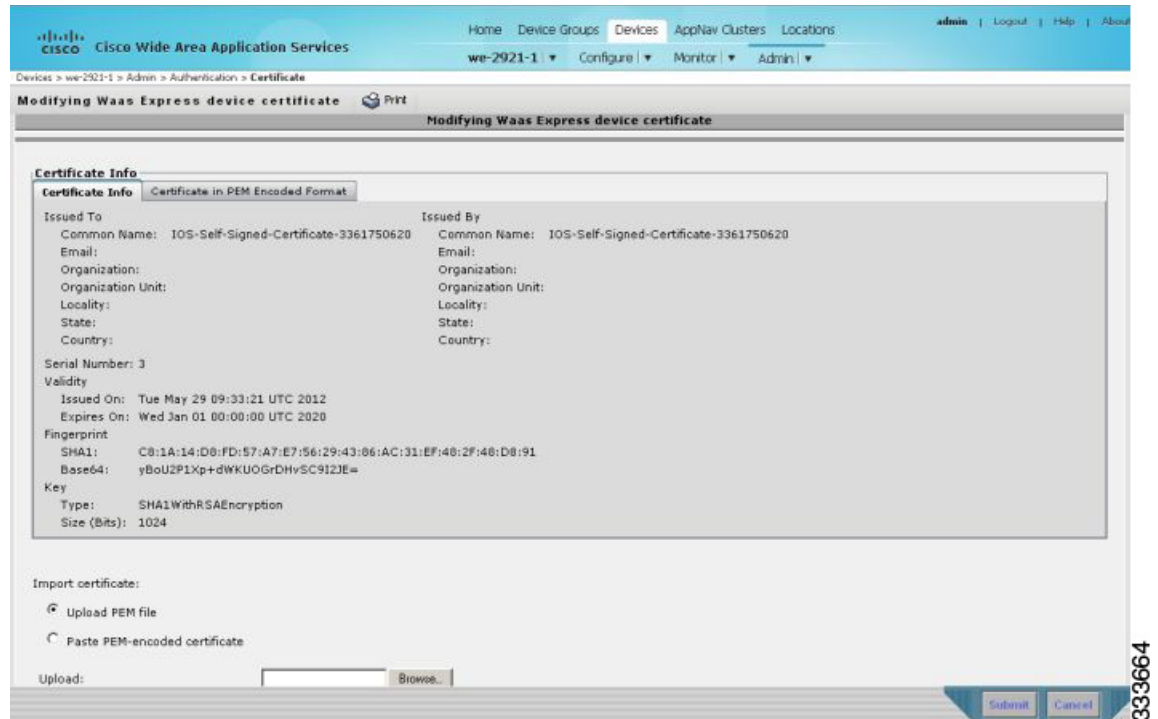 CISCO Cisco Wide Area Application Services
Home Device Groups Devices AppNav Clusters Locations
admin | Logout | Help | About
we-2921-1 Configure Monitor Admin
Devices > we-2921-1 > Admin > Authentication > Certificate
Modifying Waas Express device certificate Print
Modifying Waas Express device certificate
Certificate Info
Certificate Info Certificate in PEM Encoded Format
Issued To Issued By
Common Name: IOS-Self-Signed-Certificate-3361750620 Common Name: IOS-Self-Signed-Certificate-3361750620
Email: Email:
Organization: Organization:
Organization Unit: Organization Unit:
Locality: Locality:
State: State:
Country: Country:
Serial Number: 3
Validity
Issued On: Tue May 29 09:33:21 UTC 2012
Expires On: Wed Jan 01 00:00:00 UTC 2020
Fingerprint
SHA1: C8:1A:14:D8:FD:57:A7:E7:56:29:43:86:AC:31:EF:48:2F:48:D8:91
Base64: yBoU2P1Xp+dWKUOGrDHvSC9I2JE=
Key
Type: SHA1WithRSAEncryption
Size (Bits): 1024
Import certificate:
Upload PEM file
Paste PEM-encoded certificate
Upload: Browse...
Submit Cancel
333664